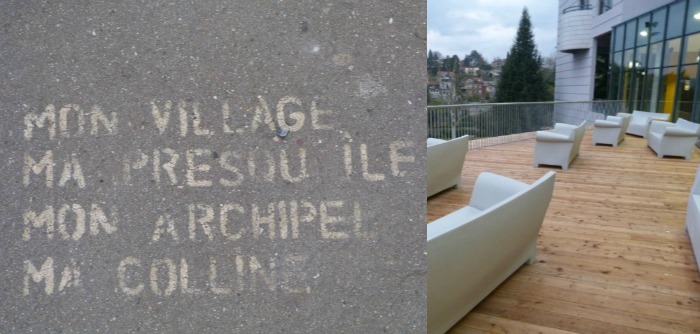 MON VILLAGE
MA PRESQU'ÎLE
MON ARCHIPEL
MA COLLINE